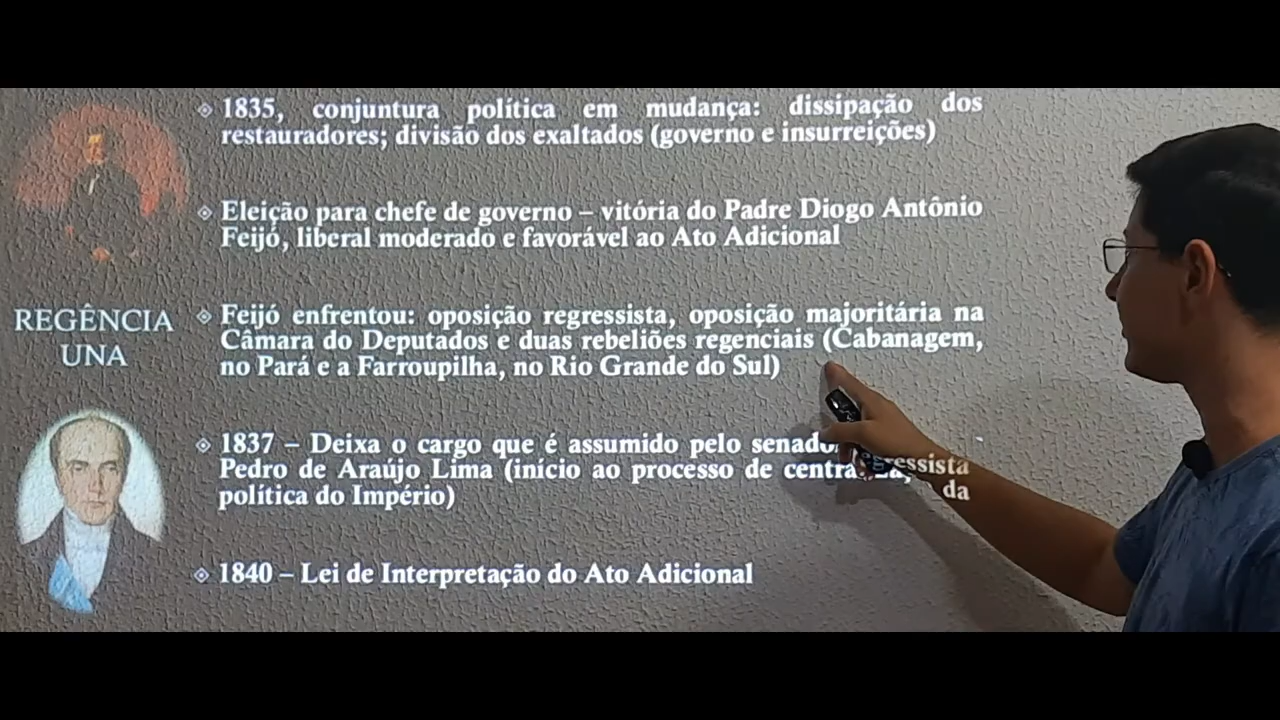 1835, conjuntura política em mudança: dissipação dos
restauradores; divisão dos exaltados (governo e insurreições)
Eleição para chefe de governo – vitória do Padre Diogo Antônio
Feijó, liberal moderado e favorável ao Ato Adicional
REGÊNCIA
UNA
Feijó enfrentou: oposição regressista, oposição majoritária na
Câmara do Deputados e duas rebeliões regenciais (Cabanagem,
no Pará e a Farroupilha, no Rio Grande do Sul)
1837 – Deixa o cargo que é assumido pelo
Pedro de Araújo Lima (início ao processo de da
política do Império)
1840 – Lei de Interpretação do Ato Adicional